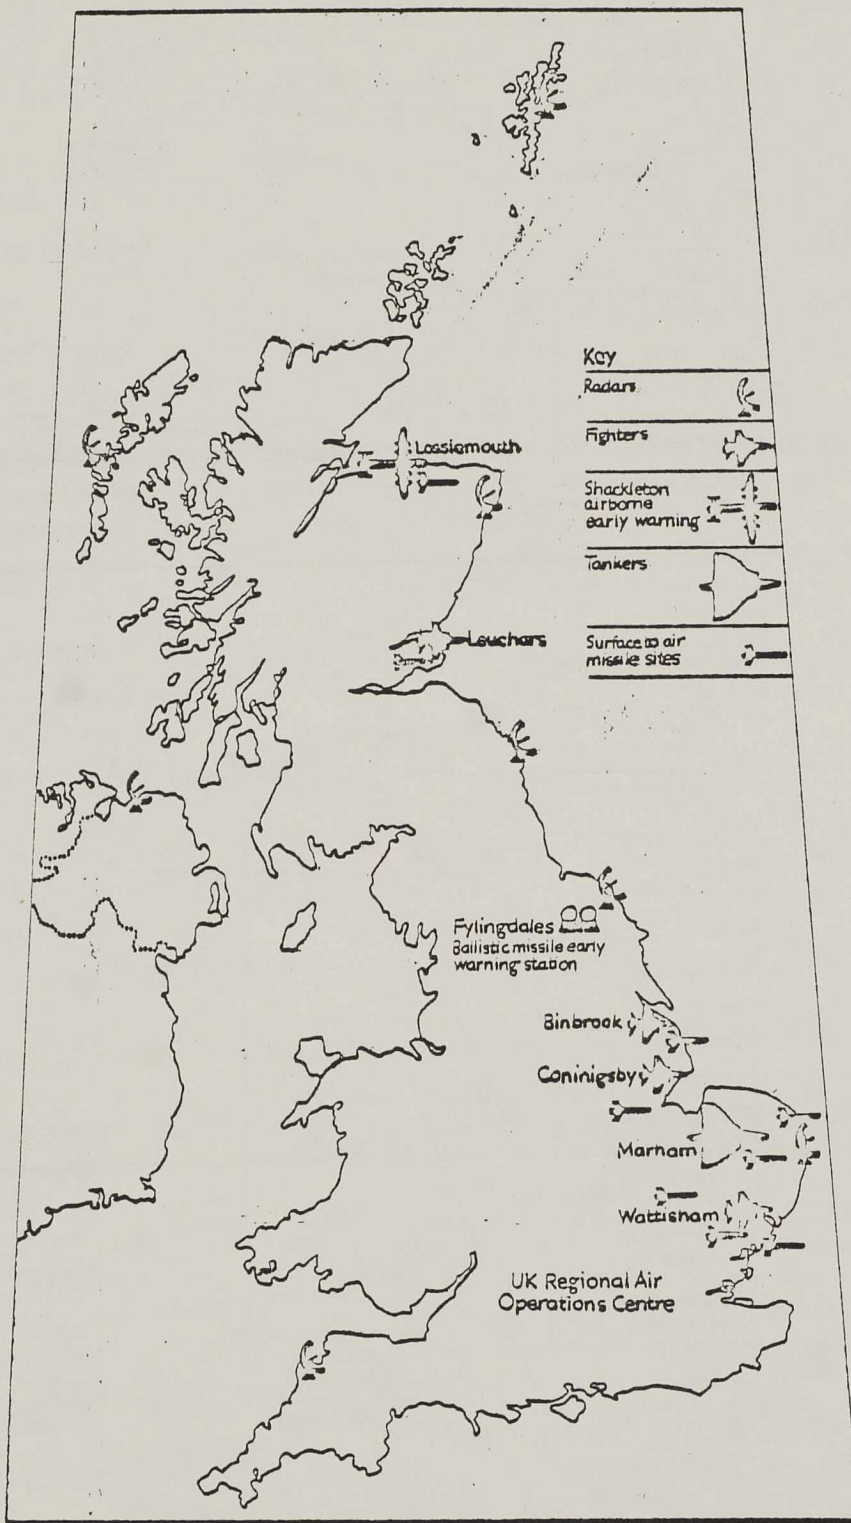 Key
Radars
Fighters
Shackleton
airborne
early warning
Tankers
Surface to air
missile sites
Lossiemouth
Leuchars
Fylingdales
Ballistic missile early
warning station
Binbrook
Coninigsby
Marham
Wattisham
UK Regional Air
Operations Centre